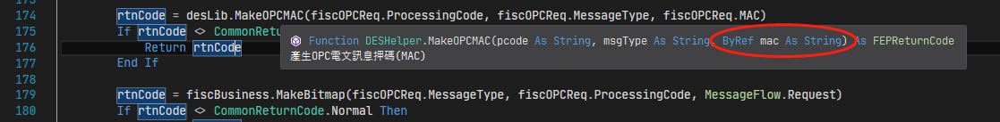 174 rtnCode = desLib.MakeOPCMAC(fiscOPCReq.ProcessingCode, fiscOPCReq.MessageType, fiscOPCReq.MAC)
175 If rtnCode <> CommonRetur
Function DESHelper.MakeOPCMAC(pcode As String, msgType As String, ByRef mac As String) As FEPReturnCode
176 Return rtnCode
產生OPC電文訊息押碼(MAC)
177 End If
178
179 rtnCode = fiscBusiness.MakeBitmap(fiscOPCReq.MessageType, fiscOPCReq.ProcessingCode, MessageFlow.Request)
180 If rtnCode <> CommonReturnCode.Normal Then